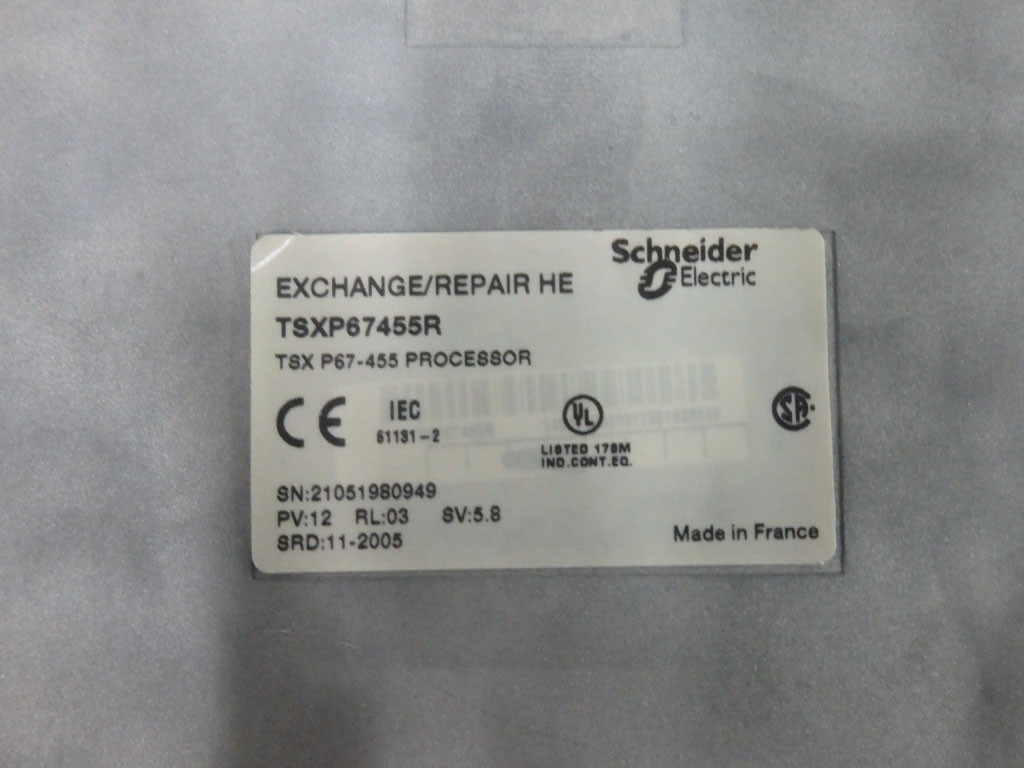 Schneider
Electric
EXCHANGE/REPAIR HE
TSXP67455R
TSX P67-455 PROCESSOR
CE IEC
61131-2
UL
LISTED 178M
IND.CONT.EQ.
SA
SN:21051980949
PV:12 RL:03 SV:5.8
SRD:11-2005
Made in France